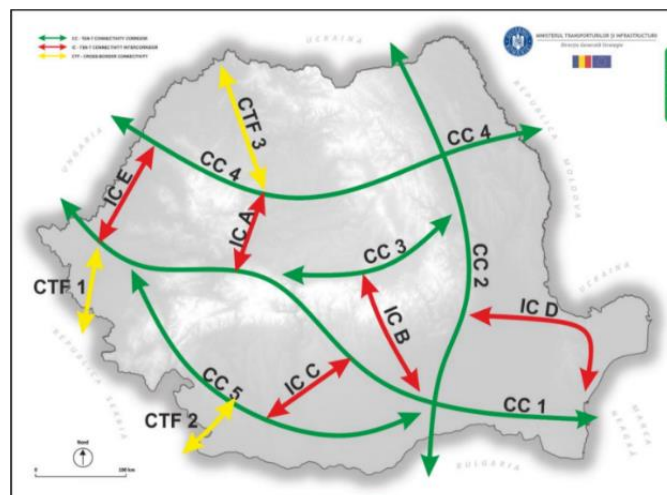 CC - TEN-T CONNECTIVITY CORRIDOR
IC - TEN-T CONNECTIVITY INTERCORRIDOR
CTF - CROSS-BORDER CONNECTIVITY
UCRAINA
MINISTERUL TRANSPORTURILOR ȘI INFRASTRUCTURII
Direcția Generală Strategie
REPUBLICA MOLDOVA
UNGARIA
CTF 3
CC 4
CC 4
IC E
IC A
CC 3
CC 2
UCRAINA
CTF 1
IC D
IC B
REPUBLICA SERBIA
CC 5
IC C
CC 1
CTF 2
MAREA NEAGRĂ
BULGARIA
Nord
0
100 km